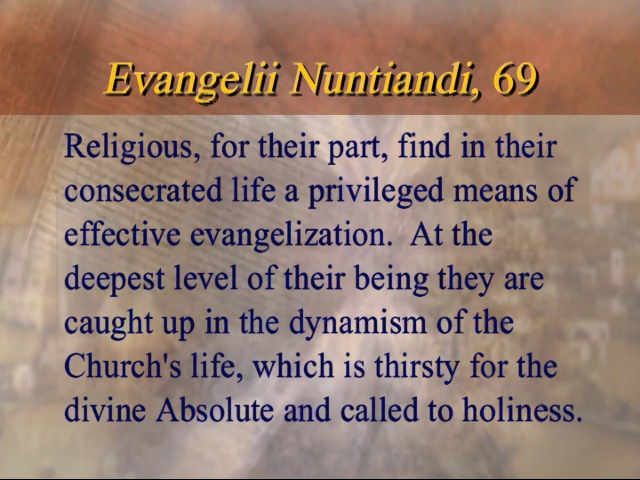 Evangelii Nuntiandi, 69
Religious, for their part, find in their
consecrated life a privileged means of
effective evangelization.  At the
deepest level of their being they are
caught up in the dynamism of the
Church's life, which is thirsty for the
divine Absolute and called to holiness.